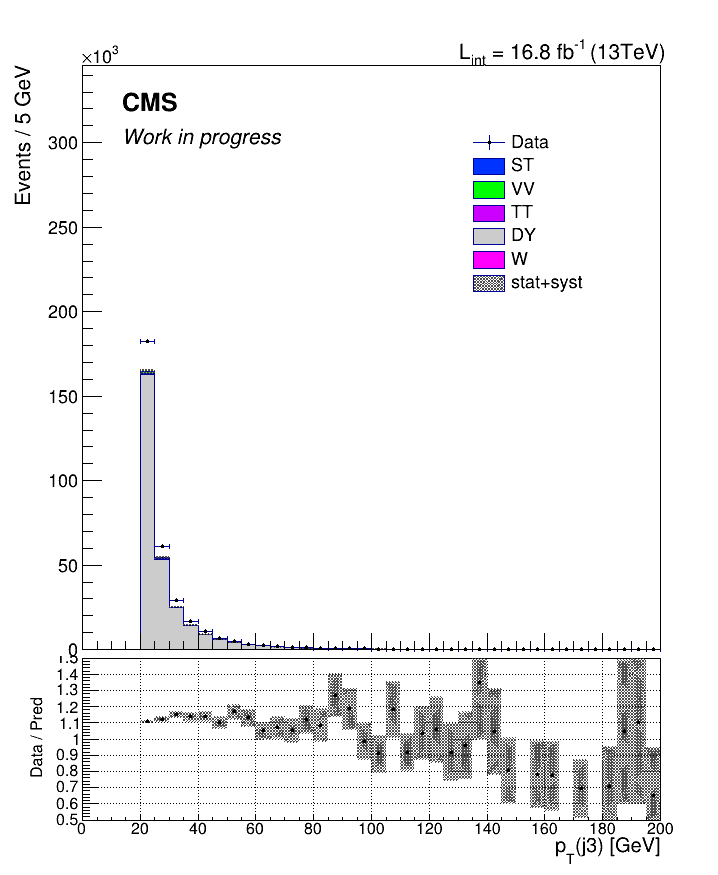 ×10³
L_int = 16.8 fb⁻¹ (13TeV)
Events / 5 GeV
CMS
Work in progress
Data
ST
VV
TT
DY
W
stat+syst
300
250
200
150
100
50
0
Data / Pred
1.5
1.4
1.3
1.2
1.1
1
0.9
0.8
0.7
0.6
0.5
0 20 40 60 80 100 120 140 160 180 200
p_T(j3) [GeV]